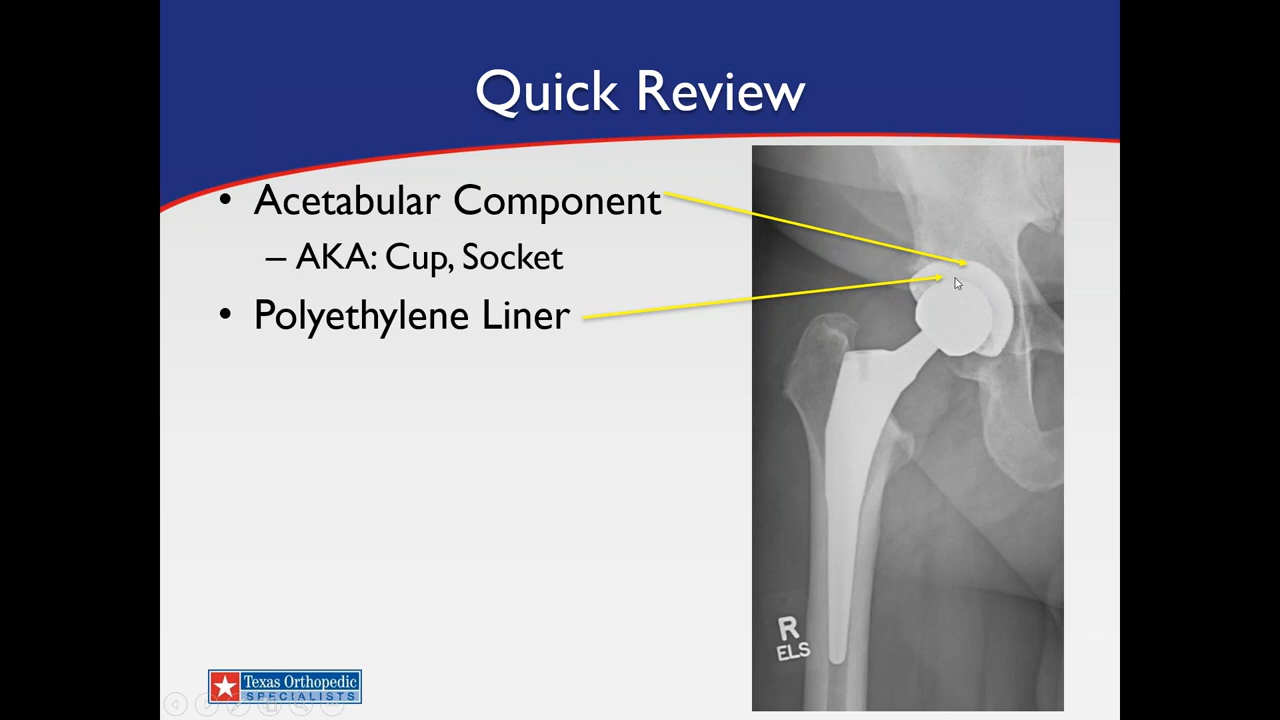 Quick Review
• Acetabular Component
– AKA: Cup, Socket
• Polyethylene Liner
R
ELS
Texas Orthopedic
SPECIALISTS